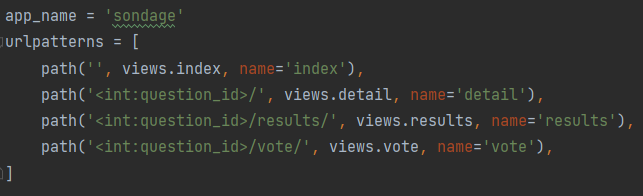 app_name = 'sondage'
urlpatterns = [
    path('', views.index, name='index'),
    path('<int:question_id>/', views.detail, name='detail'),
    path('<int:question_id>/results/', views.results, name='results'),
    path('<int:question_id>/vote/', views.vote, name='vote'),
]